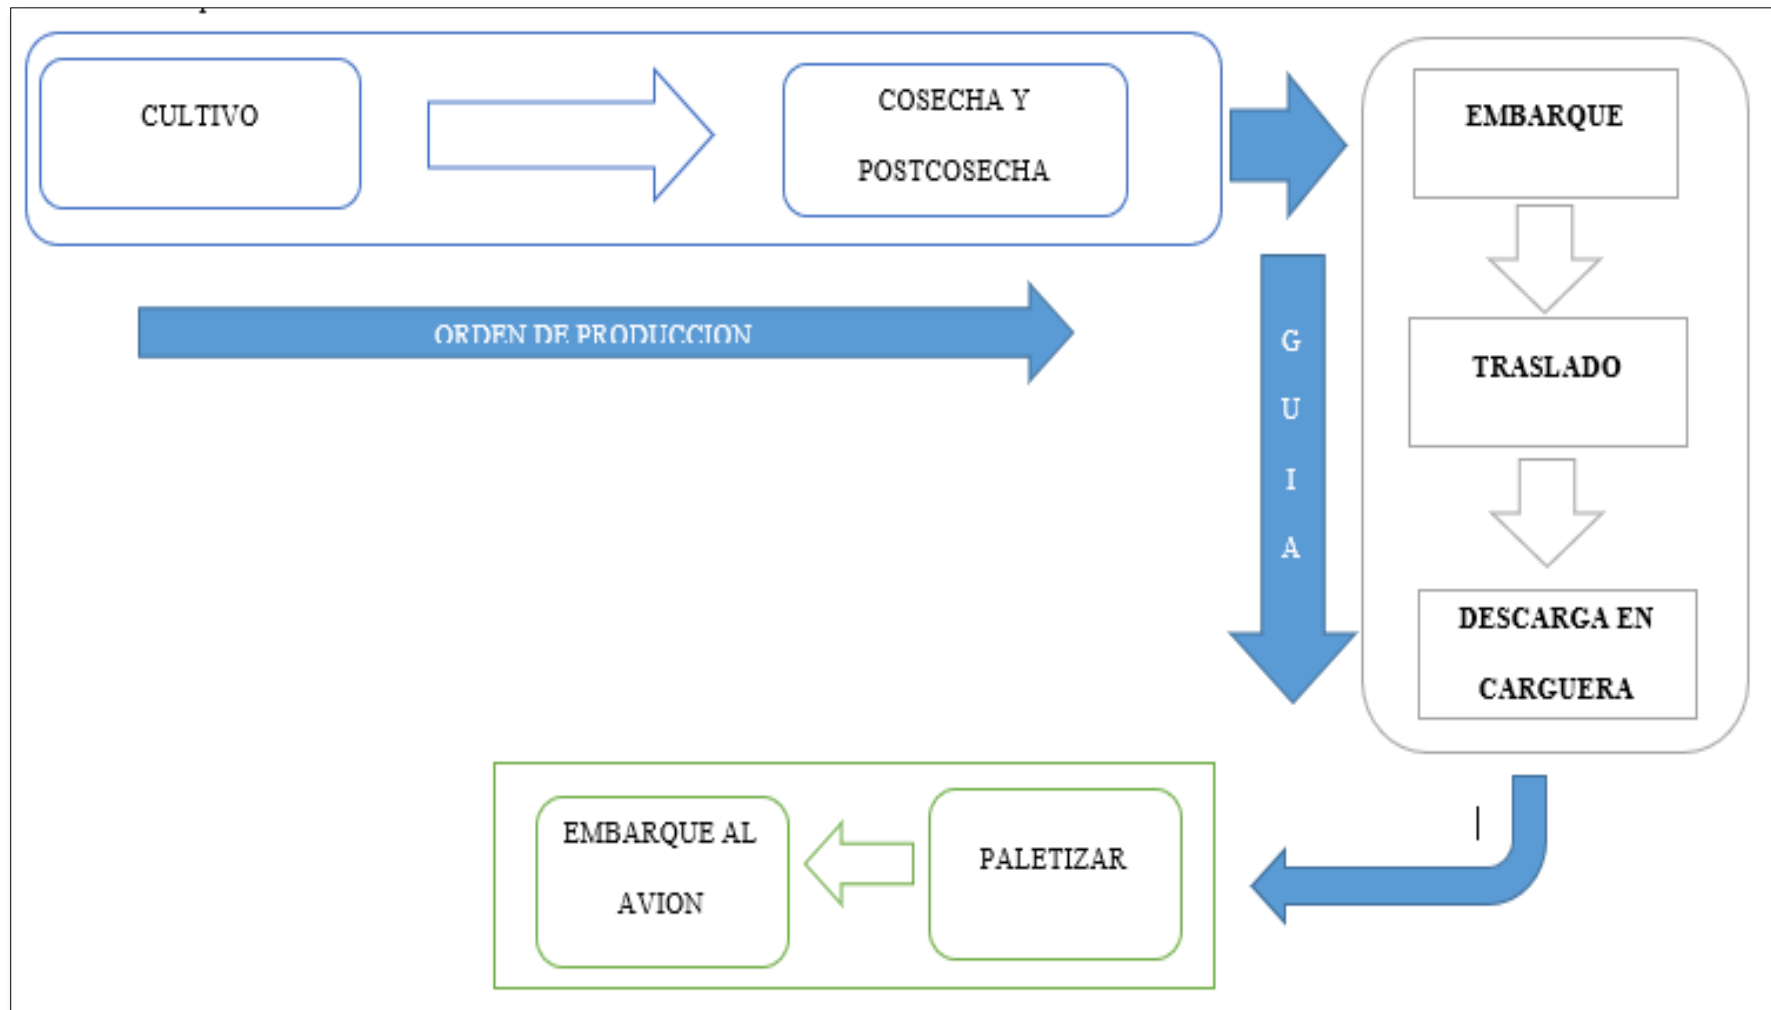 CULTIVO
COSECHA Y
POSTCOSECHA
EMBARQUE
ORDEN DE PRODUCCION
G
U
I
A
TRASLADO
DESCARGA EN
CARGUERA
EMBARQUE AL
AVION
PALETIZAR